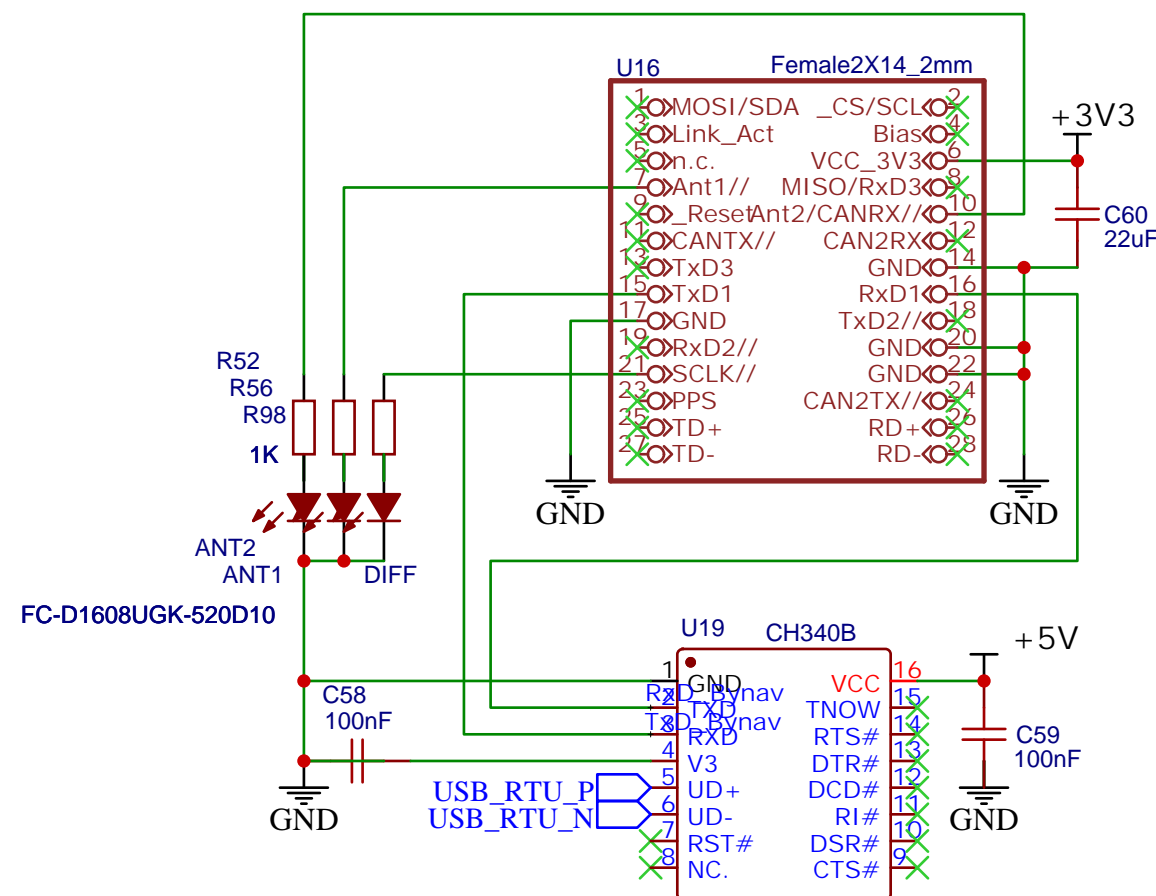 U16
Female2X14_2mm
1
MOSI/SDA
_CS/SCL
2
3
Link_Act
Bias
4
5
n.c.
VCC_3V3
6
7
Ant1//
MISO/RxD3
8
9
_Reset
Ant2/CANRX//
10
11
CANTX//
CAN2RX
12
13
TxD3
GND
14
15
TxD1
RxD1
16
17
GND
TxD2//
18
19
RxD2//
GND
20
21
SCLK//
GND
22
23
PPS
CAN2TX//
24
25
TD+
RD+
26
27
TD-
RD-
28
+3V3
C60
22uF
GND
GND
R52
R56
R98
1K
ANT2
ANT1
DIFF
FC-D1608UGK-520D10
C58
100nF
GND
U19
CH340B
1
GND
RxD_Bynav
2
TXD
TxD_Bynav
3
RXD
4
V3
USB_RTU_P
5
UD+
USB_RTU_N
6
UD-
7
RST#
8
NC.
VCC
16
TNOW
15
RTS#
14
DTR#
13
DCD#
12
RI#
11
DSR#
10
CTS#
9
+5V
C59
100nF
GND